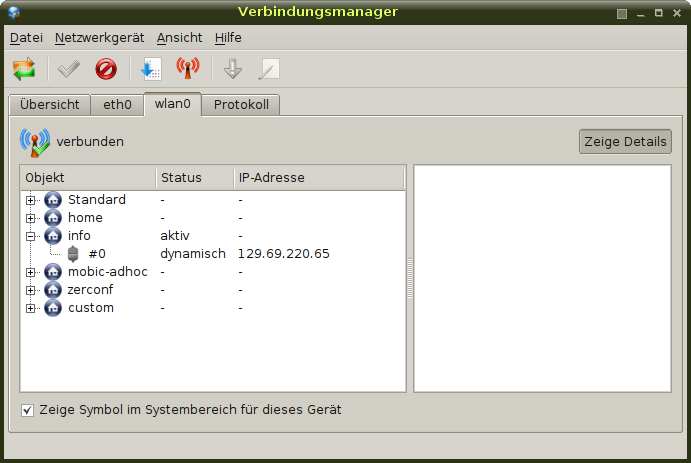 Verbindungsmanager
Datei Netzwerkgerät Ansicht Hilfe
Übersicht eth0 wlan0 Protokoll
verbunden Zeige Details
Objekt Status IP-Adresse
Standard - -
home - -
info aktiv -
#0 dynamisch 129.69.220.65
mobic-adhoc - -
zerconf - -
custom - -
Zeige Symbol im Systembereich für dieses Gerät